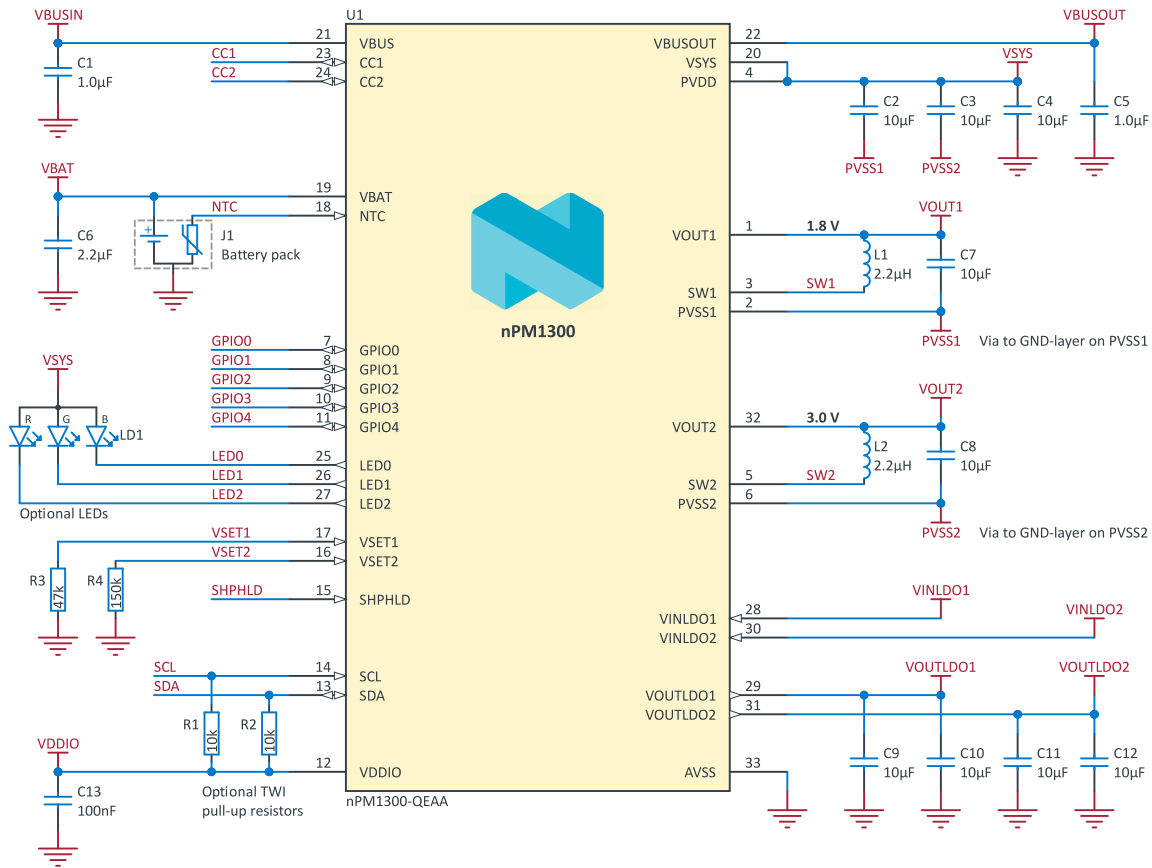 U1
VBUSIN
21
VBUS
CC1
23
CC1
CC2
24
CC2
C1
1.0µF
VBUSOUT
22
VBUSOUT
VSYS
20
PVDD
4
VSYS
C2
10µF
C3
10µF
C4
10µF
C5
1.0µF
PVSS1
PVSS2
VBAT
19
VBAT
NTC
18
NTC
C6
2.2µF
J1
Battery pack
nPM1300
VOUT1
VOUT1
1
1.8 V
L1
2.2µH
C7
10µF
SW1
3
SW1
PVSS1
2
PVSS1
Via to GND-layer on PVSS1
GPIO0
7
GPIO0
GPIO1
8
GPIO1
GPIO2
9
GPIO2
GPIO3
10
GPIO3
GPIO4
11
GPIO4
VSYS
R
G
B
LD1
LED0
25
LED0
LED1
26
LED1
LED2
27
LED2
Optional LEDs
VOUT2
VOUT2
32
3.0 V
L2
2.2µH
C8
10µF
SW2
5
SW2
PVSS2
6
PVSS2
Via to GND-layer on PVSS2
VSET1
17
VSET1
VSET2
16
VSET2
R3
47k
R4
150k
SHPHLD
15
SHPHLD
VINLDO1
28
VINLDO1
VINLDO2
30
VINLDO2
SCL
14
SCL
SDA
13
SDA
R1
10k
R2
10k
VOUTLDO1
VOUTLDO2
VOUTLDO1
29
VOUTLDO2
31
C9
10µF
C10
10µF
C11
10µF
C12
10µF
VDDIO
12
VDDIO
AVSS
33
C13
100nF
Optional TWI
pull-up resistors
nPM1300-QEAA